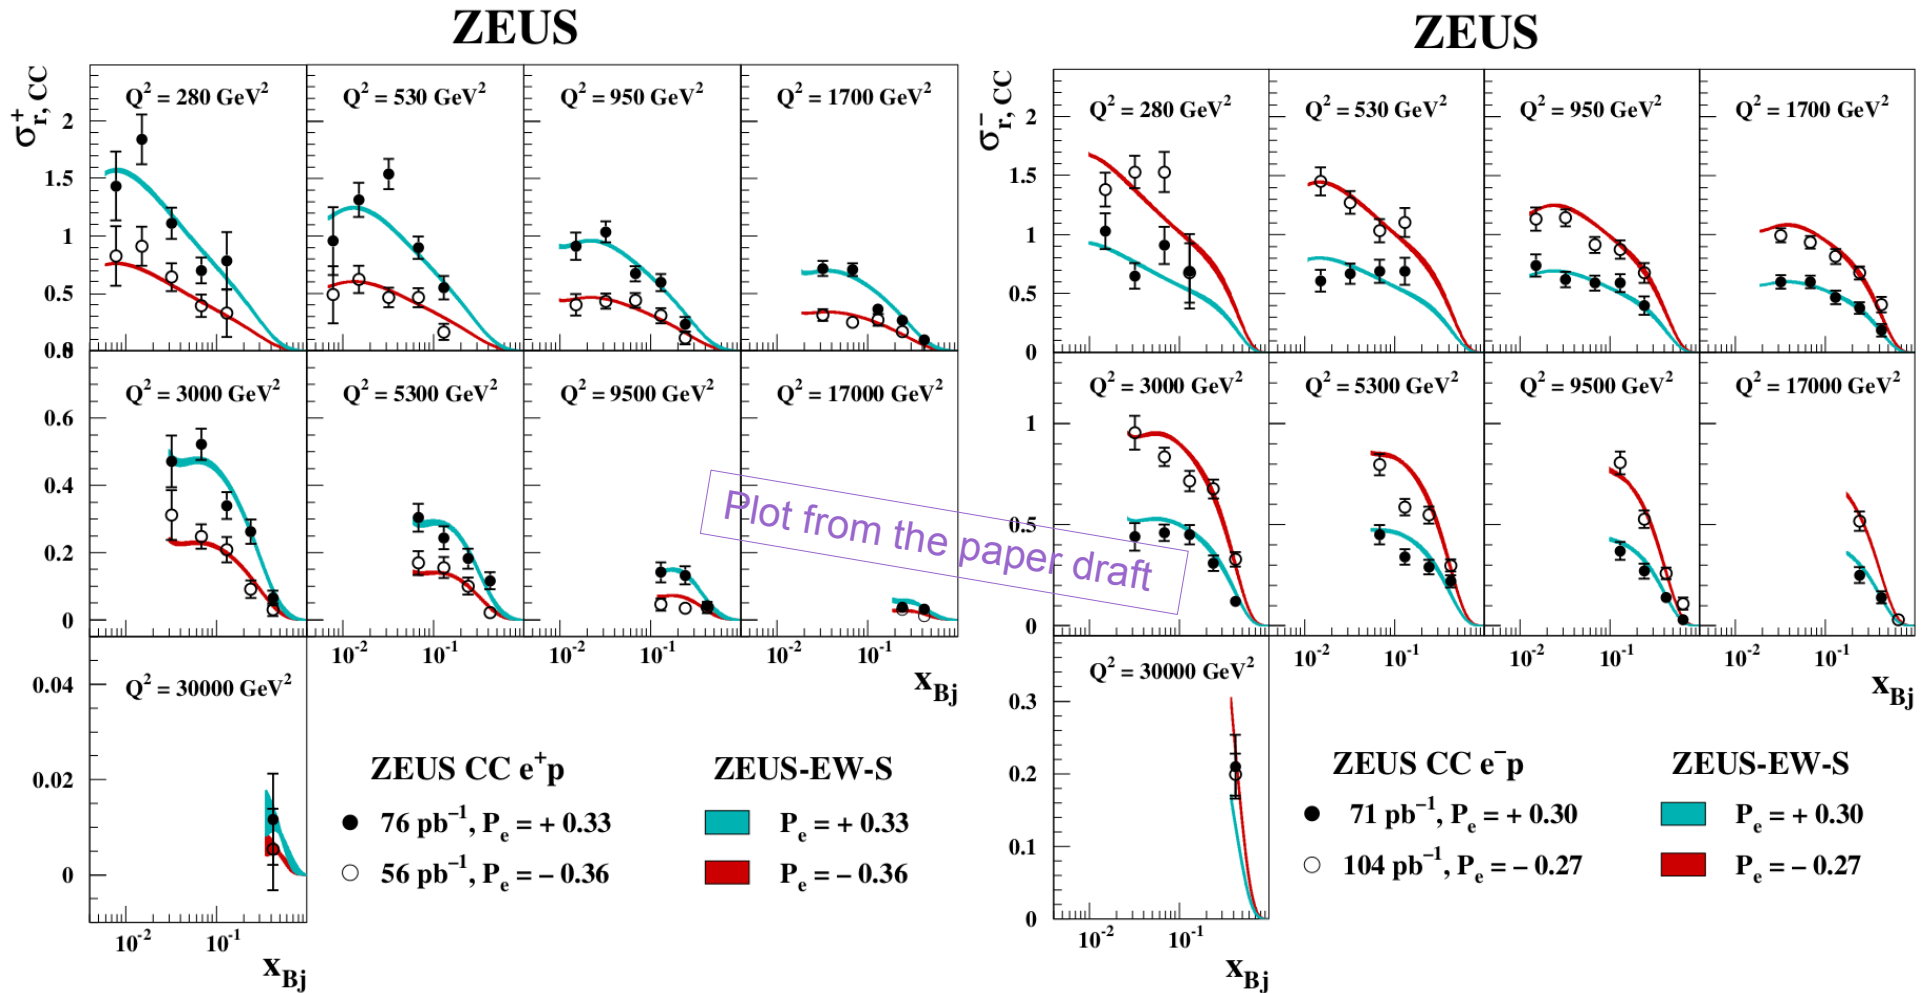 ZEUS
σ⁺r, CC
Q² = 280 GeV²
Q² = 530 GeV²
Q² = 950 GeV²
Q² = 1700 GeV²
2
1.5
1
0.5
Q² = 3000 GeV²
Q² = 5300 GeV²
Q² = 9500 GeV²
Q² = 17000 GeV²
0.6
0.4
0.2
0
10⁻² 10⁻¹ 10⁻² 10⁻¹ 10⁻² 10⁻¹
xBj
Q² = 30000 GeV²
0.04
0.02
0
10⁻² 10⁻¹
xBj
ZEUS CC e⁺p
76 pb⁻¹, Pe = + 0.33
56 pb⁻¹, Pe = − 0.36
ZEUS-EW-S
Pe = + 0.33
Pe = − 0.36
Plot from the paper draft
ZEUS
σ⁻r, CC
Q² = 280 GeV²
Q² = 530 GeV²
Q² = 950 GeV²
Q² = 1700 GeV²
2
1.5
1
0.5
0
Q² = 3000 GeV²
Q² = 5300 GeV²
Q² = 9500 GeV²
Q² = 17000 GeV²
1
0.5
0
10⁻² 10⁻¹ 10⁻² 10⁻¹ 10⁻² 10⁻¹
xBj
Q² = 30000 GeV²
0.3
0.2
0.1
0
10⁻² 10⁻¹
xBj
ZEUS CC e⁻p
71 pb⁻¹, Pe = + 0.30
104 pb⁻¹, Pe = − 0.27
ZEUS-EW-S
Pe = + 0.30
Pe = − 0.27